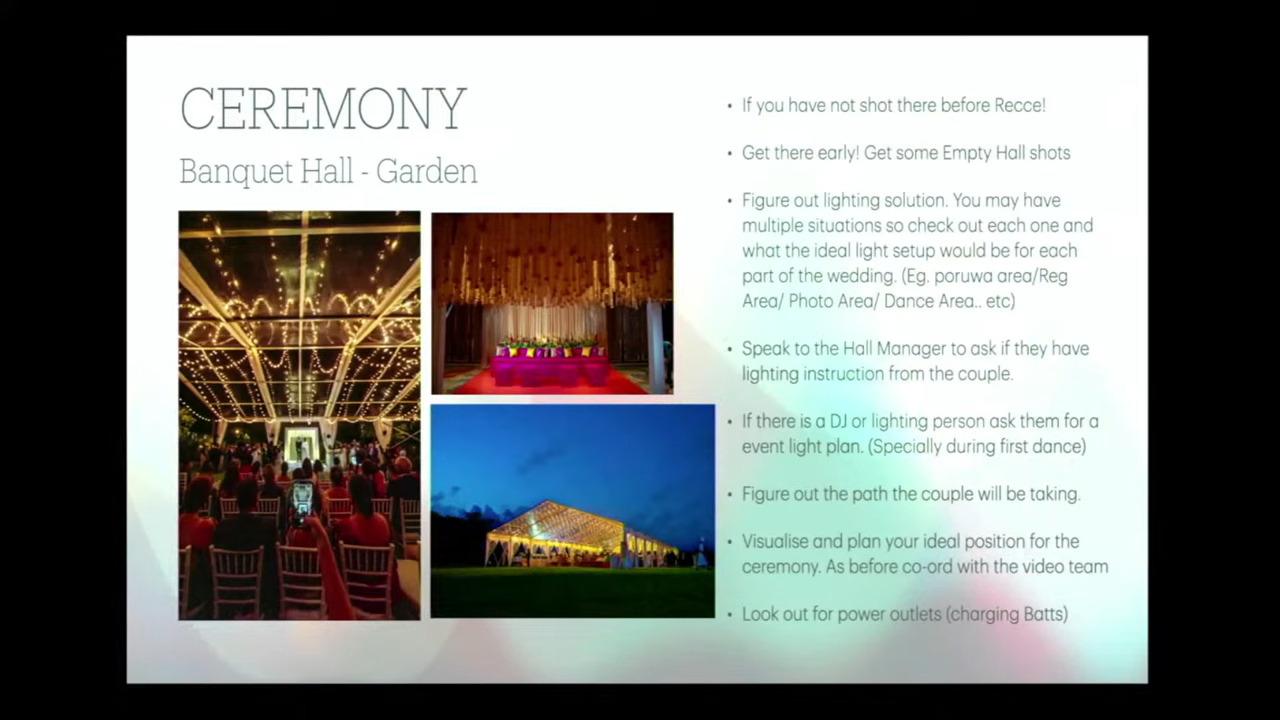 CEREMONY
Banquet Hall - Garden
• If you have not shot there before Recce!
• Get there early! Get some Empty Hall shots
• Figure out lighting solution. You may have
multiple situations so check out each one and
what the ideal light setup would be for each
part of the wedding. (Eg. poruwa area/Reg
Area/ Photo Area/ Dance Area.. etc)
• Speak to the Hall Manager to ask if they have
lighting instruction from the couple.
• If there is a DJ or lighting person ask them for a
event light plan. (Specially during first dance)
• Figure out the path the couple will be taking.
• Visualise and plan your ideal position for the
ceremony. As before co-ord with the video team
• Look out for power outlets (charging Batts)